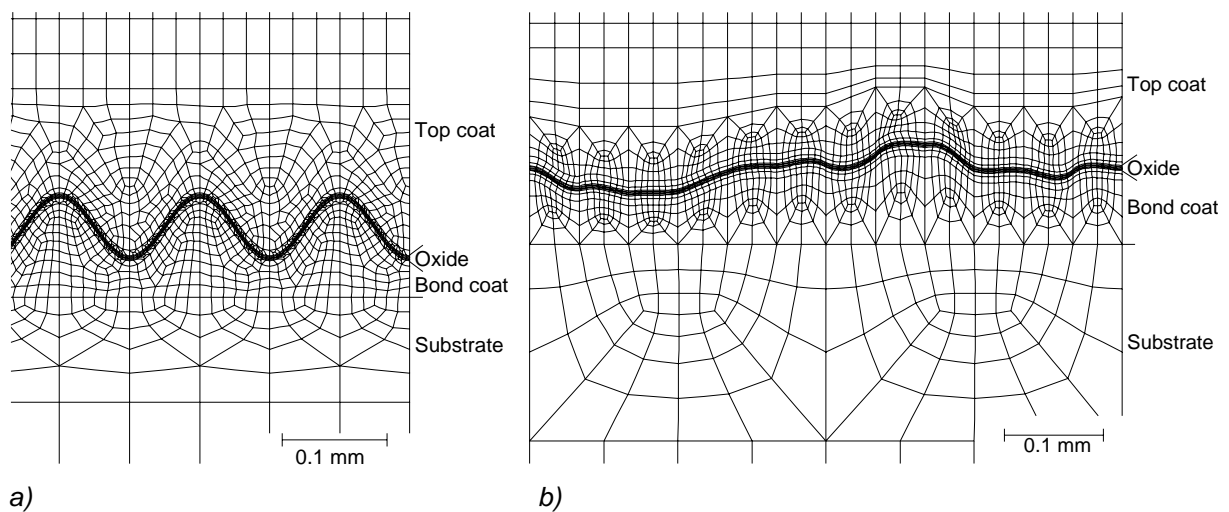 Top coat
Oxide
Bond coat
Substrate
0.1 mm
a)
Top coat
Oxide
Bond coat
Substrate
0.1 mm
b)